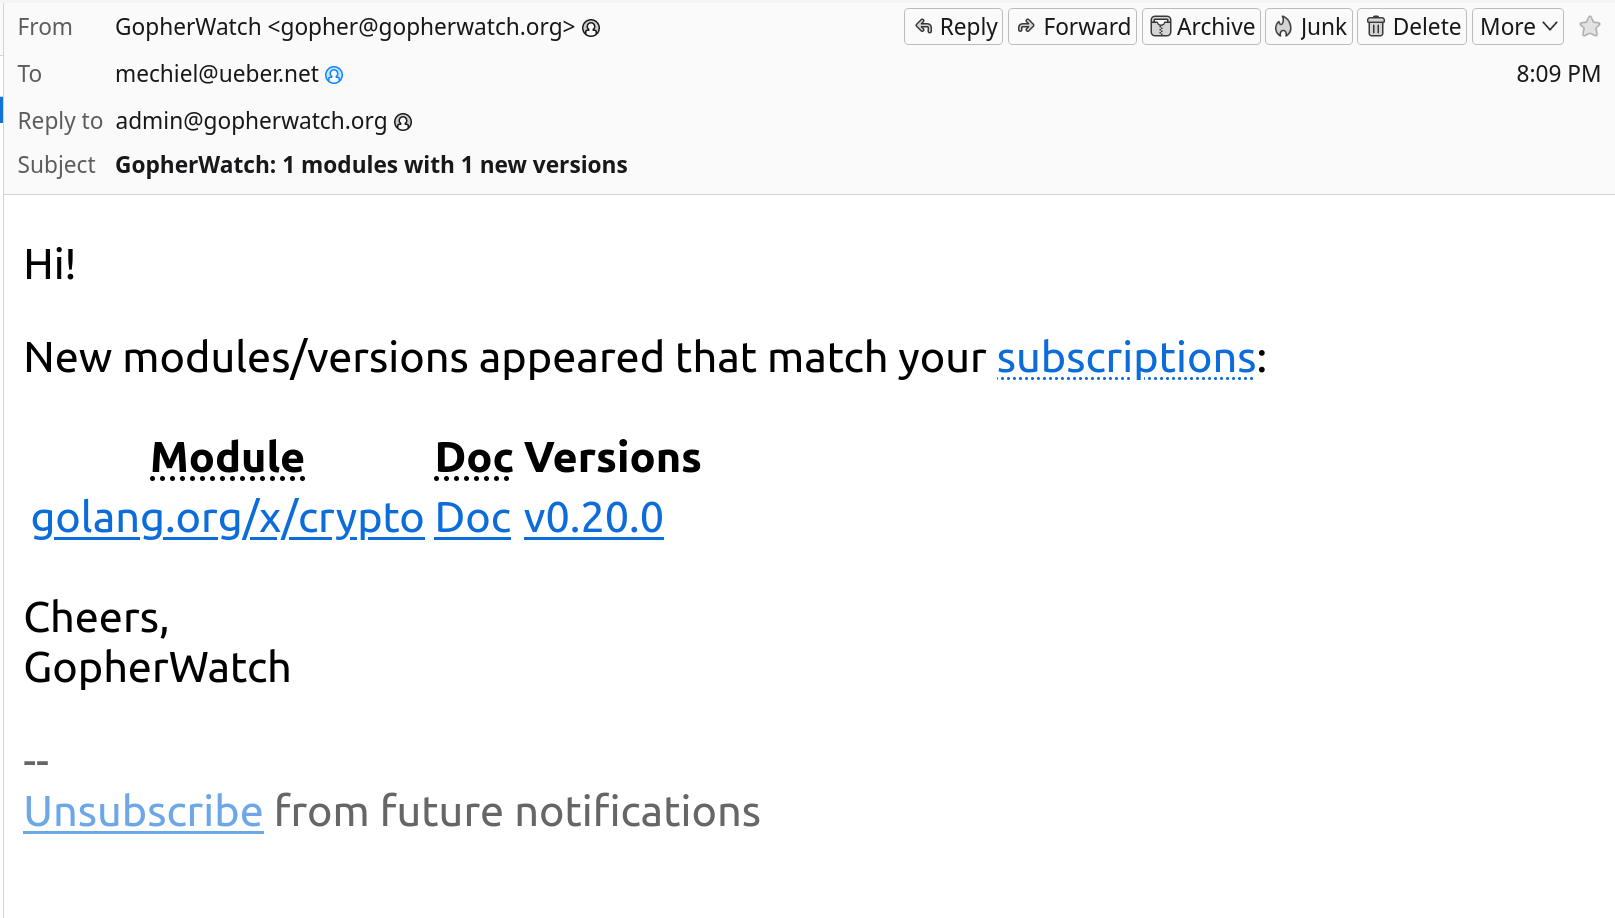 From GopherWatch <gopher@gopherwatch.org> Reply Forward Archive Junk Delete More
To mechiel@ueber.net 8:09 PM
Reply to admin@gopherwatch.org
Subject GopherWatch: 1 modules with 1 new versions
Hi!
New modules/versions appeared that match your subscriptions:
Module Doc Versions
golang.org/x/crypto Doc v0.20.0
Cheers,
GopherWatch
--
Unsubscribe from future notifications